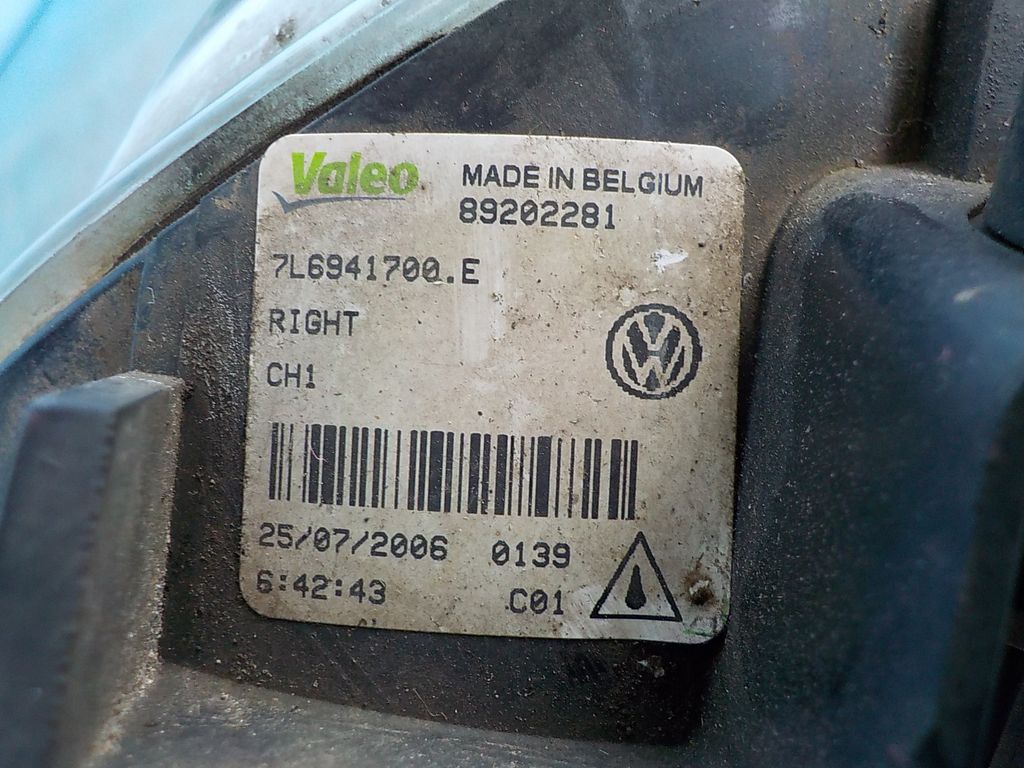 Valeo MADE IN BELGIUM
89202281
7L6941700.E
RIGHT
CH1
25/07/2006 0139
6:42:43 .C01